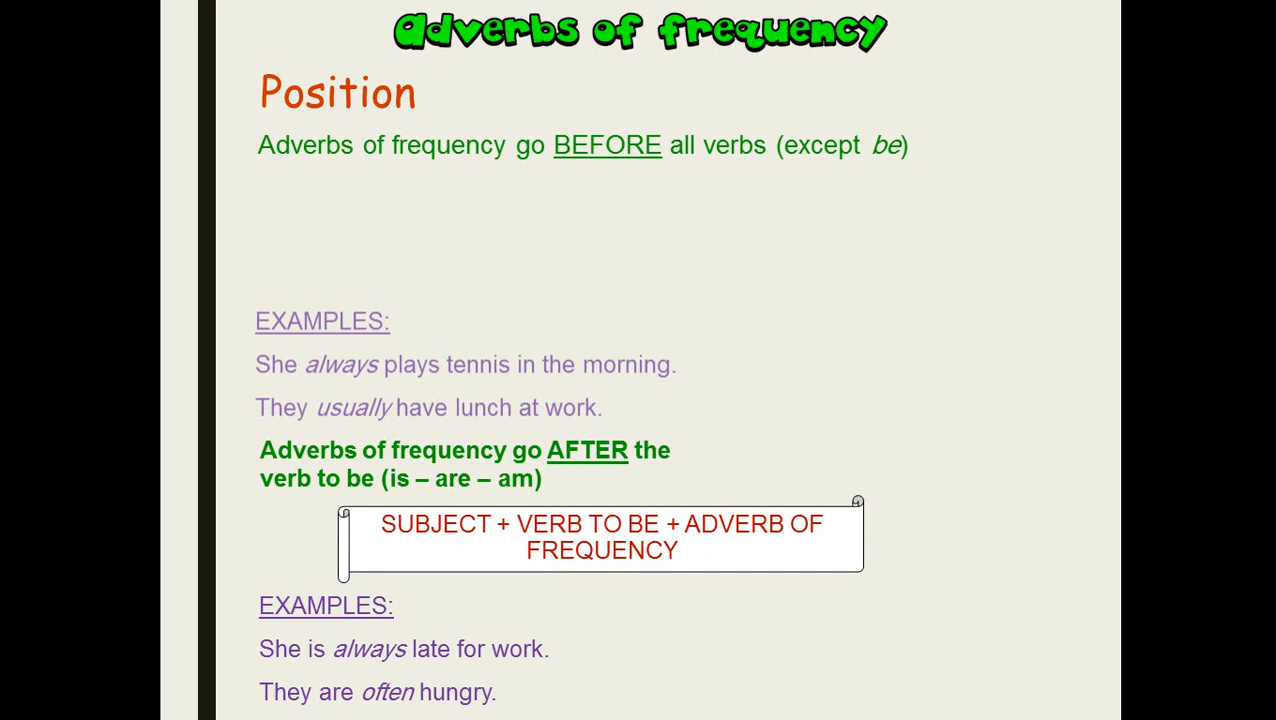 Adverbs of frequency
Position
Adverbs of frequency go BEFORE all verbs (except be)
EXAMPLES:
She always plays tennis in the morning.
They usually have lunch at work.
Adverbs of frequency go AFTER the
verb to be (is – are – am)
SUBJECT + VERB TO BE + ADVERB OF
FREQUENCY
EXAMPLES:
She is always late for work.
They are often hungry.